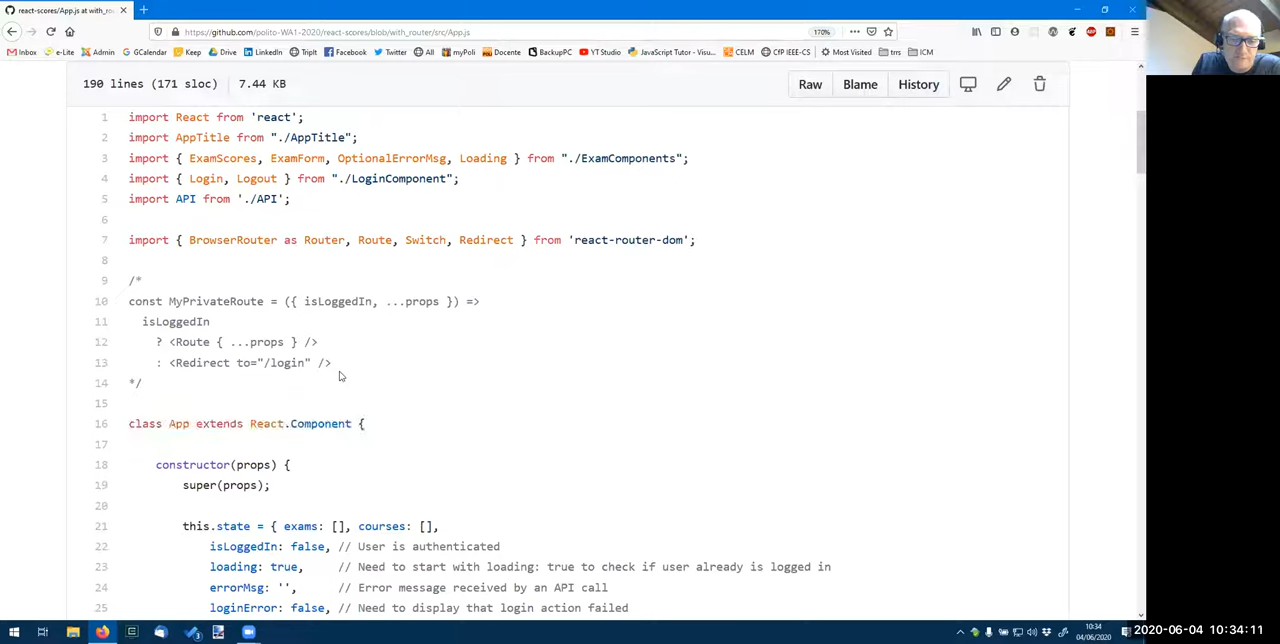 react-scores/App.js at with_rou
https://github.com/polito-WA1-2020/react-scores/blob/with_router/src/App.js
170%
Inbox e-Lite Admin GCalendar Keep Drive LinkedIn TripIt Facebook Twitter All myPoli Docente BackupPC YT Studio JavaScript Tutor - Visu... CELM CfP IEEE-CS Most Visited trs ICM
190 lines (171 sloc) 7.44 KB
Raw Blame History
1 import React from 'react';
2 import AppTitle from "./AppTitle";
3 import { ExamScores, ExamForm, OptionalErrorMsg, Loading } from "./ExamComponents";
4 import { Login, Logout } from "./LoginComponent";
5 import API from './API';
6
7 import { BrowserRouter as Router, Route, Switch, Redirect } from 'react-router-dom';
8
9 /*
10 const MyPrivateRoute = ({ isLoggedIn, ...props }) =>
11 isLoggedIn
12 ? <Route { ...props } />
13 : <Redirect to="/login" />
14 */
15
16 class App extends React.Component {
17
18 constructor(props) {
19 super(props);
20
21 this.state = { exams: [], courses: [],
22 isLoggedIn: false, // User is authenticated
23 loading: true, // Need to start with loading: true to check if user already is logged in
24 errorMsg: '', // Error message received by an API call
25 loginError: false, // Need to display that login action failed
10:34
04/06/2020
2020-06-04 10:34:11